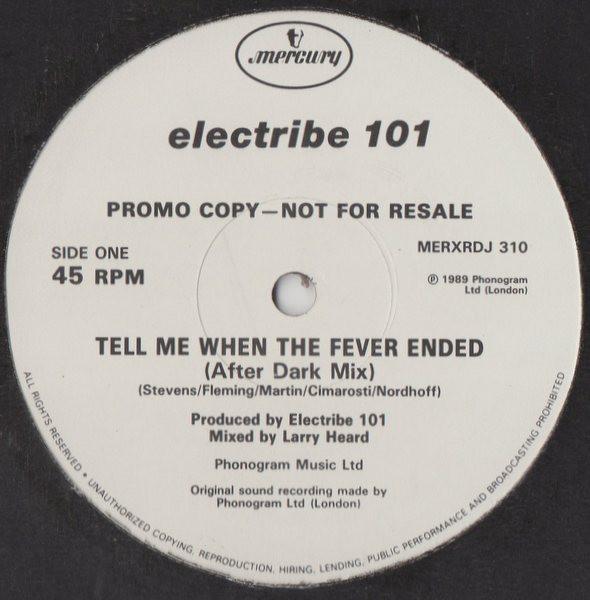 mercury
electribe 101
PROMO COPY—NOT FOR RESALE
SIDE ONE
45 RPM
MERXRDJ 310
℗ 1989 Phonogram
Ltd (London)
TELL ME WHEN THE FEVER ENDED
(After Dark Mix)
(Stevens/Fleming/Martin/Cimarosti/Nordhoff)
Produced by Electribe 101
Mixed by Larry Heard
Phonogram Music Ltd
Original sound recording made by
Phonogram Ltd (London)
ALL RIGHTS RESERVED • UNAUTHORIZED COPYING, REPRODUCTION, HIRING, LENDING, PUBLIC PERFORMANCE AND BROADCASTING PROHIBITED